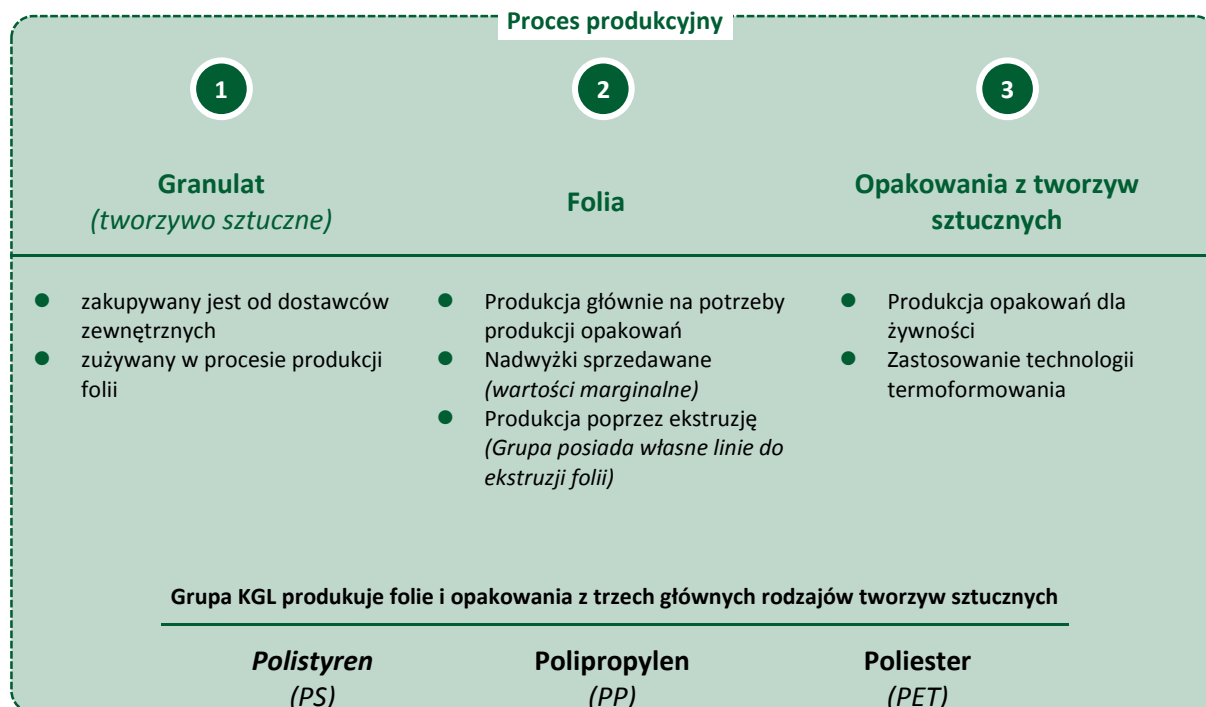 Proces produkcyjny
1
2
3
Granulat
(tworzywo sztuczne)
Folia
Opakowania z tworzyw
sztucznych
zakupywany jest od dostawców
zewnętrznych
zużywany w procesie produkcji
folii
Produkcja głównie na potrzeby
produkcji opakowań
Nadwyżki sprzedawane
(wartości marginalne)
Produkcja poprzez ekstruzję
(Grupa posiada własne linie do
ekstruzji folii)
Produkcja opakowań dla
żywności
Zastosowanie technologii
termoformowania
Grupa KGL produkuje folie i opakowania z trzech głównych rodzajów tworzyw sztucznych
Polistyren
(PS)
Polipropylen
(PP)
Poliester
(PET)